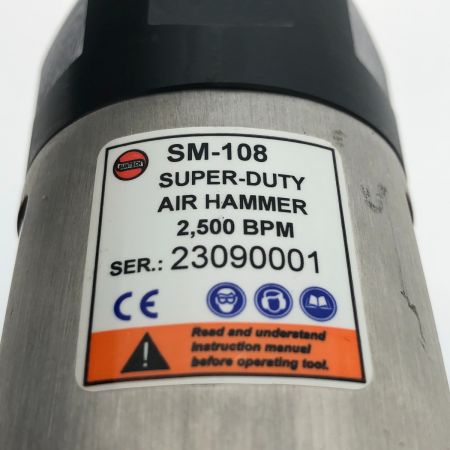 SUNTECH
SM-108
SUPER-DUTY
AIR HAMMER
2,500 BPM
SER.: 23090001
CE
Read and understand
instruction manual
before operating tool.